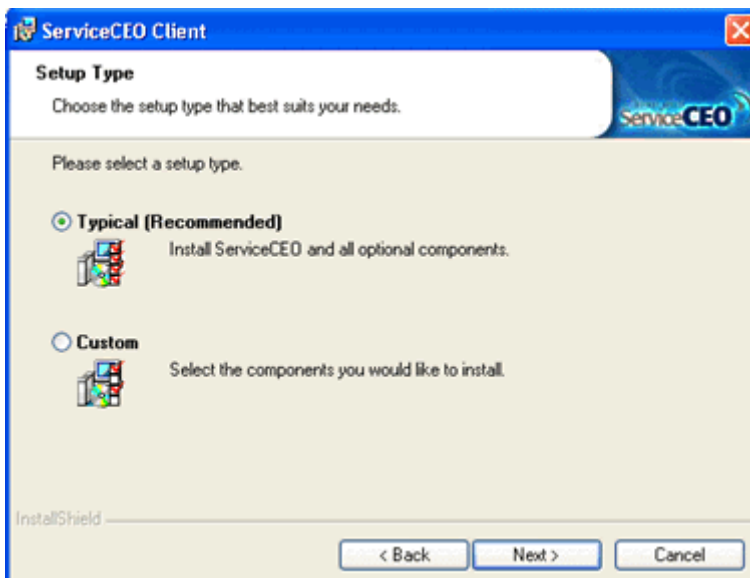 ServiceCEO Client
Setup Type
Choose the setup type that best suits your needs.
ServiceCEO
Please select a setup type.
Typical (Recommended)
Install ServiceCEO and all optional components.
Custom
Select the components you would like to install.
InstallShield
< Back
Next >
Cancel